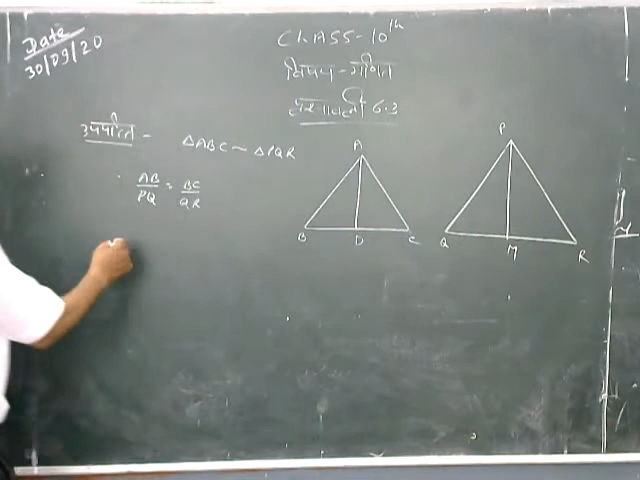 Date
30/09/20
CLASS-10th
विषय-गणित
प्रश्नावली 6.3
उपपत्ति - △ABC ~ △PQR
AB/PQ = BC/QR
A
B D C
P
Q M R